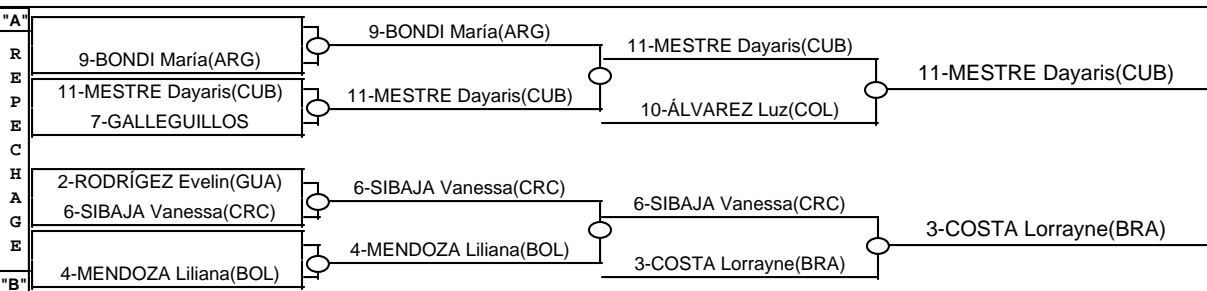 "A"
REPECHAGE
"B"
9-BONDI María(ARG)
11-MESTRE Dayaris(CUB)
7-GALLEGUILLOS
2-RODRÍGEZ Evelin(GUA)
6-SIBAJA Vanessa(CRC)
4-MENDOZA Liliana(BOL)
9-BONDI María(ARG)
11-MESTRE Dayaris(CUB)
6-SIBAJA Vanessa(CRC)
4-MENDOZA Liliana(BOL)
11-MESTRE Dayaris(CUB)
10-ÁLVAREZ Luz(COL)
6-SIBAJA Vanessa(CRC)
3-COSTA Lorrayne(BRA)
11-MESTRE Dayaris(CUB)
3-COSTA Lorrayne(BRA)